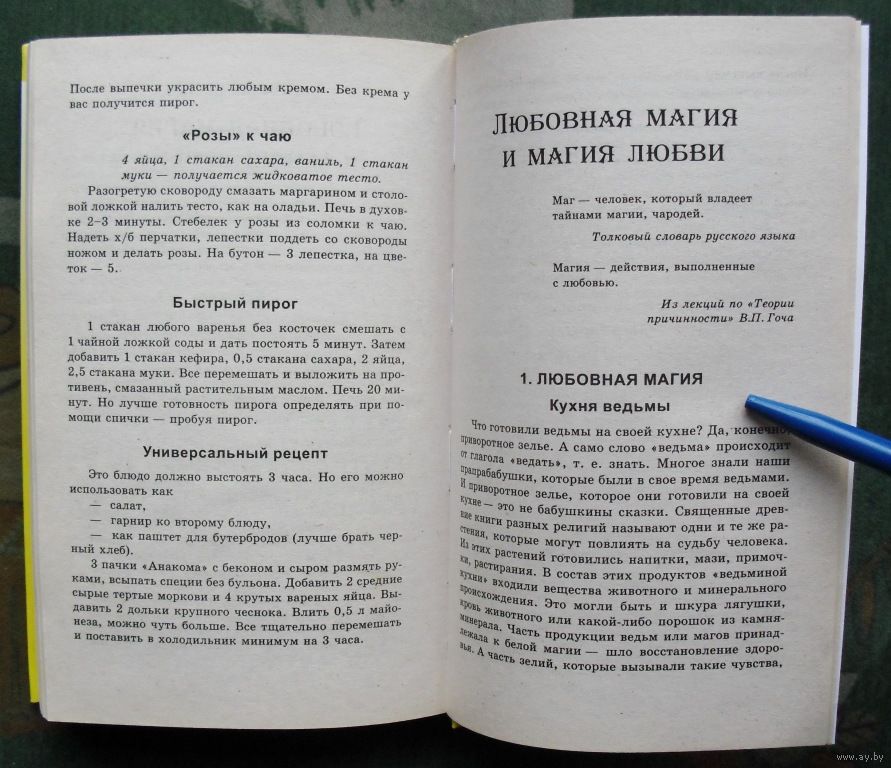 После выпечки украсить любым кремом. Без крема у
вас получится пирог.
«Розы» к чаю
4 яйца, 1 стакан сахара, ваниль, 1 стакан
муки — получается жидковатое тесто.
Разогретую сковороду смазать маргарином и столо-
вой ложкой налить тесто, как на оладьи. Печь в духов-
ке 2–3 минуты. Стебелек у розы из соломки к чаю.
Надеть х/б перчатки, лепестки поддеть со сковороды
ножом и делать розы. На бутон — 3 лепестка, на цве-
ток — 5.
Быстрый пирог
1 стакан любого варенья без косточек смешать с
1 чайной ложкой соды и дать постоять 5 минут. Затем
добавить 1 стакан кефира, 0,5 стакана сахара, 2 яйца,
2,5 стакана муки. Все перемешать и выложить на про-
тивень, смазанный растительным маслом. Печь 20 ми-
нут. Но лучше готовность пирога определять при по-
мощи спички — пробуя пирог.
Универсальный рецепт
Это блюдо должно выстоять 3 часа. Но его можно
использовать как
— салат,
— гарнир ко второму блюду,
— как паштет для бутербродов (лучше брать чер-
ный хлеб).
3 пачки «Анакома» с беконом и сыром размять ру-
ками, всыпать специи без бульона. Добавить 2 средние
сырые тертые моркови и 4 крутых вареных яйца. Вы-
давить 2 дольки крупного чеснока. Влить 0,5 л майо-
неза, можно чуть больше. Все тщательно перемешать
и поставить в холодильник минимум на 3 часа.
Любовная магия
и магия любви
Маг — человек, который владеет
тайнами магии, чародей.
Толковый словарь русского языка
Магия — действия, выполненные
с любовью.
Из лекций по «Теории
причинности» В.П. Гоча
1. ЛЮБОВНАЯ МАГИЯ
Кухня ведьмы
Что готовили ведьмы на своей кухне? Да, конечно,
приворотное зелье. А само слово «ведьма» происходит
от глагола «ведать», т. е. знать. Многое знали наши
прапрабабушки, которые были в свое время ведьмами.
И приворотное зелье, которое они готовили на своей
кухне — это не бабушкины сказки. Священные древ-
ние книги разных религий называют одни и те же ра-
стения, которые могут повлиять на судьбу человека.
Из этих растений готовились напитки, мази, примоч-
ки, растирания. В состав этих продуктов «ведьминой
кухни» входили вещества животного и минерального
происхождения. Это могли быть и шкура лягушки,
кровь животного или какой-либо порошок из камня-
минерала. Часть продукции ведьм или магов принад-
лежала к белой магии — шло восстановление здоро-
вья. А часть зелий, которые вызывали такие чувства,
www.ay.by